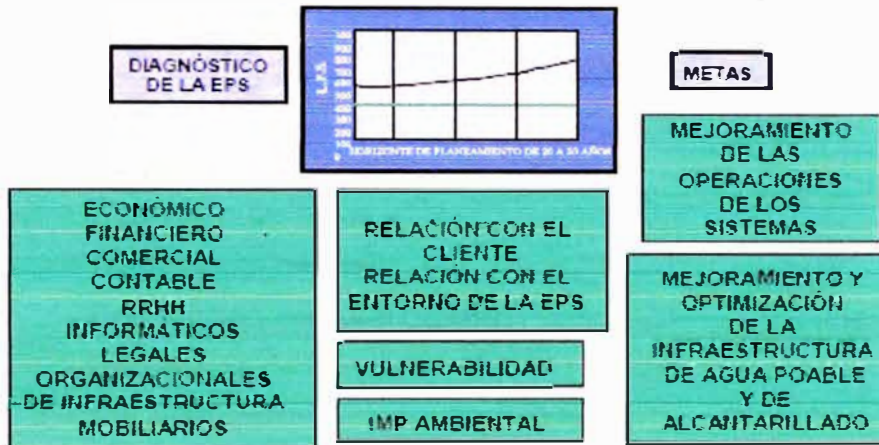 DIAGNÓSTICO
DE LA EPS
HORIZONTE DE PLANEAMIENTO DE 20 A 30 AÑOS
METAS
ECONÓMICO
FINANCIERO
COMERCIAL
CONTABLE
RRHH
INFORMÁTICOS
LEGALES
ORGANIZACIONALES
DE INFRAESTRUCTURA
MOBILIARIOS
RELACIÓN CON EL
CLIENTE
RELACIÓN CON EL
ENTORNO DE LA EPS
VULNERABILIDAD
IMP AMBIENTAL
MEJORAMIENTO
DE LAS
OPERACIONES
DE LOS
SISTEMAS
MEJORAMIENTO Y
OPTIMIZACIÓN
DE LA
INFRAESTRUCTURA
DE AGUA POABLE
Y DE
ALCANTARILLADO